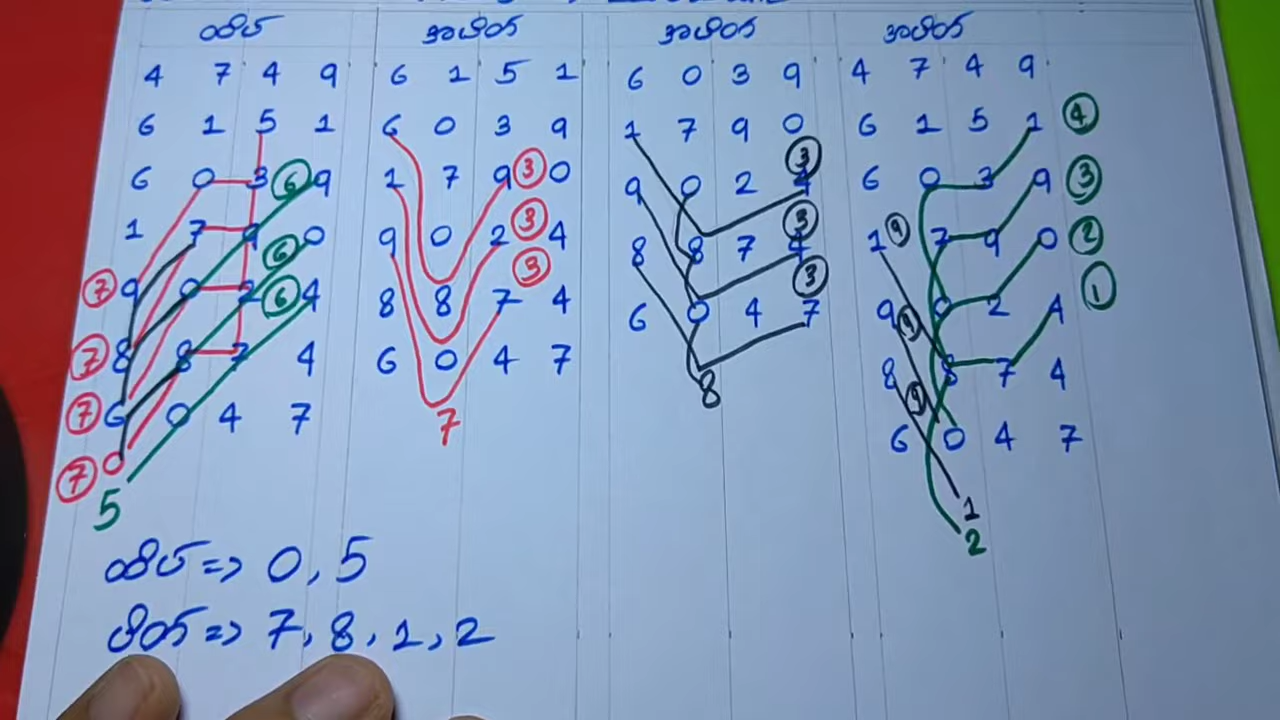 4 7 4 9 6 1 5 1 6 0 3 9 4 7 4 9
6 1 5 1 6 0 3 9 1 7 9 0 6 1 5 1 4
3
6 0 3 6 9 1 7 9 3 0 9 0 2 4 6 0 3 9 3
3 3
1 7 9 0 9 0 2 4 8 8 7 4 1 9 7 9 0 2
6 3 3
7 9 0 2 6 4 8 8 7 4 6 0 4 7 9 9 0 2 4 1
7 8 8 7 4 6 0 4 7 8 8 8 7 4
9
7 6 0 4 7 7 6 0 4 7
7 0
5 1
2
=> 0, 5
=> 7, 8, 1, 2